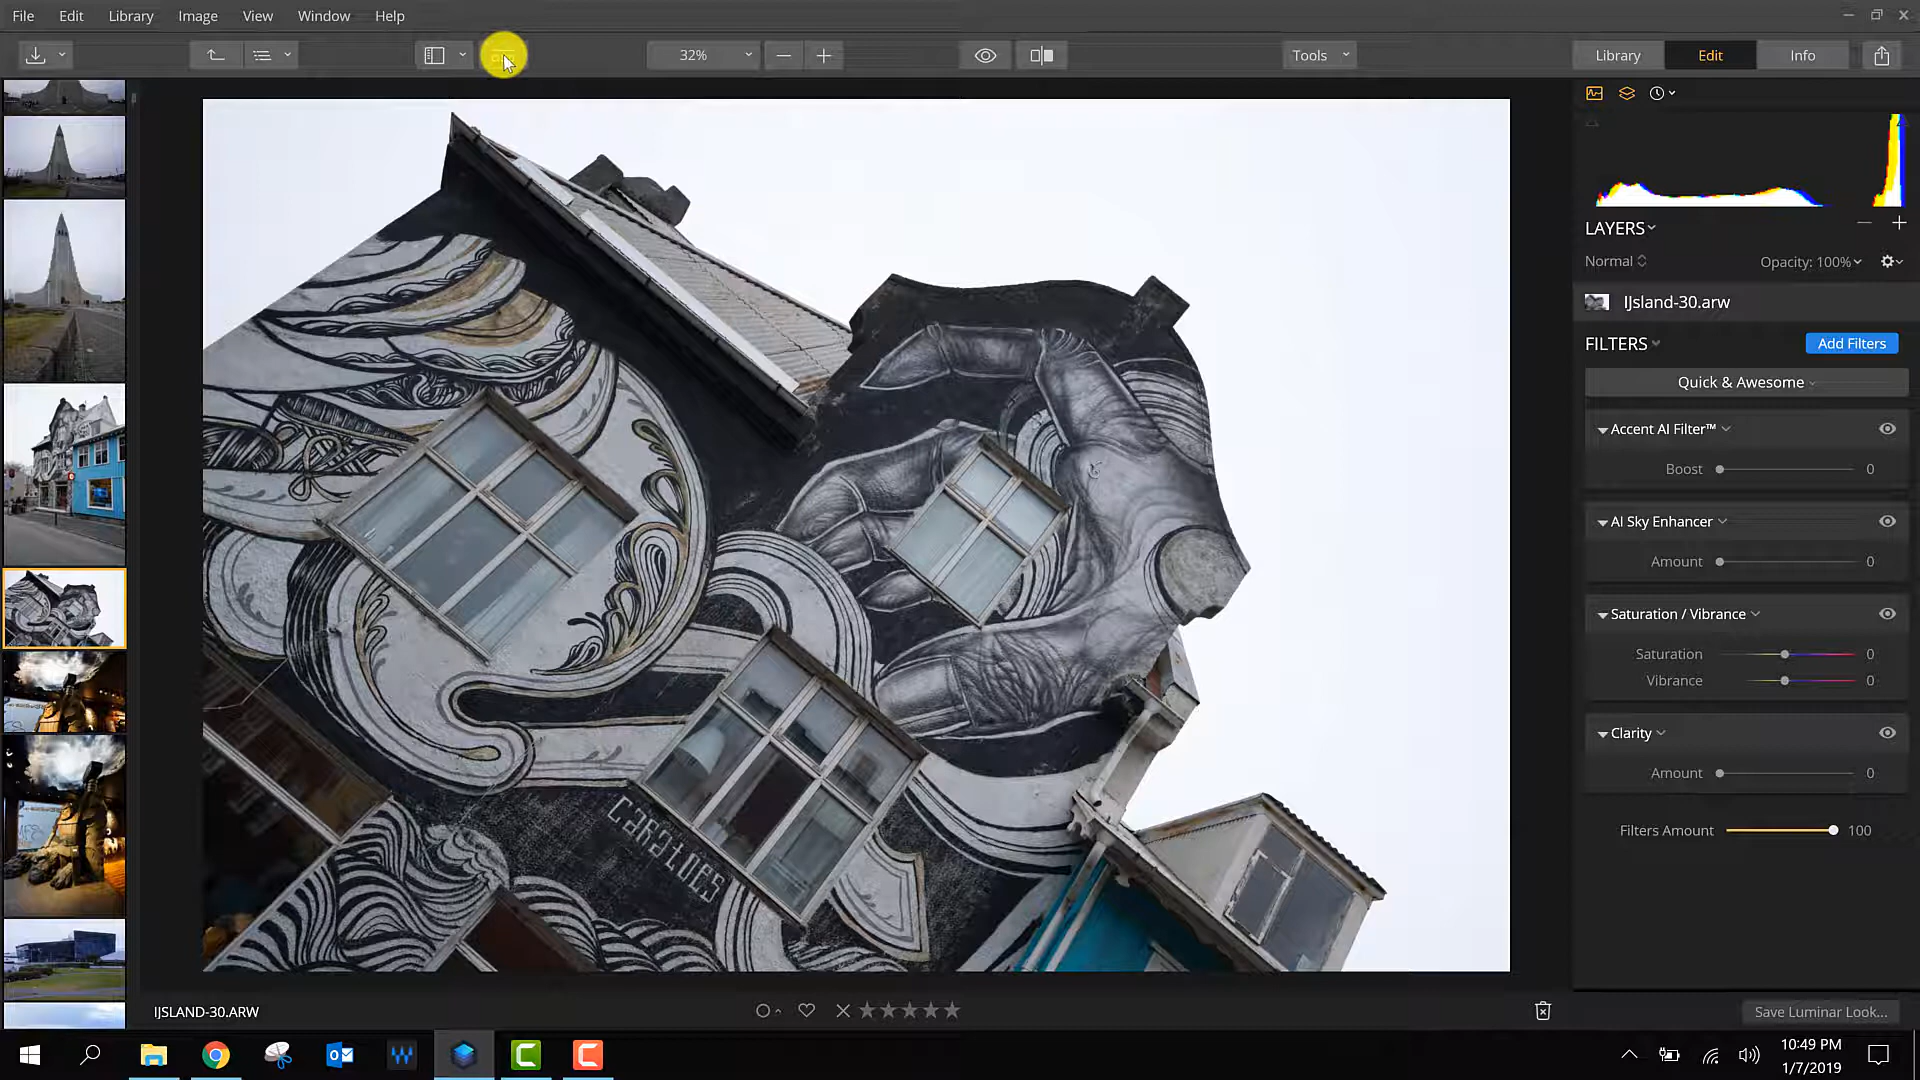 File Edit Library Image View Window Help
32% Tools Library Edit Info
LAYERS
Normal Opacity: 100%
IJsland-30.arw
FILTERS Add Filters
Quick & Awesome
Accent AI Filter™
Boost 0
AI Sky Enhancer
Amount 0
Saturation / Vibrance
Saturation 0
Vibrance 0
Clarity
Amount 0
Filters Amount 100
caratoes
IJSLAND-30.ARW Save Luminar Look...
10:49 PM
1/7/2019